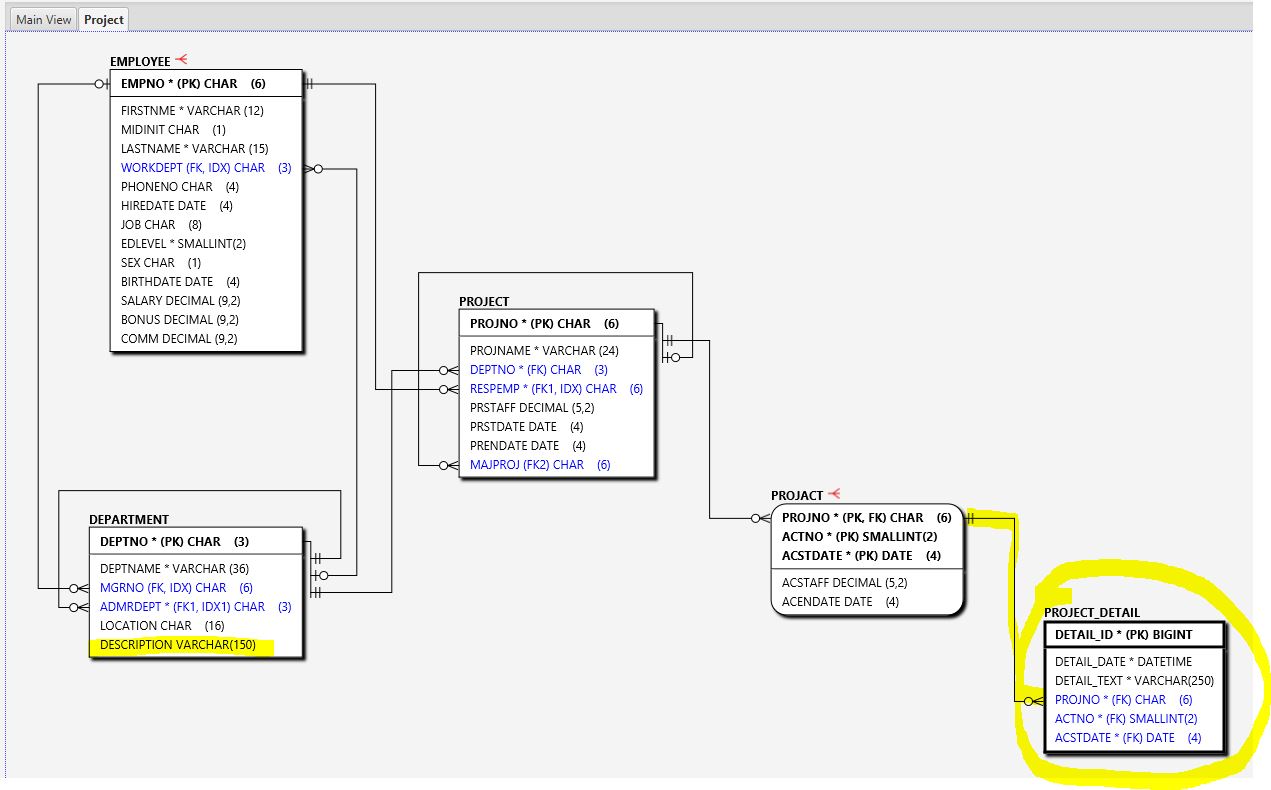 Main View Project
EMPLOYEE
EMPNO * (PK) CHAR (6)
FIRSTNME * VARCHAR (12)
MIDINIT CHAR (1)
LASTNAME * VARCHAR (15)
WORKDEPT (FK, IDX) CHAR (3)
PHONENO CHAR (4)
HIREDATE DATE (4)
JOB CHAR (8)
EDLEVEL * SMALLINT(2)
SEX CHAR (1)
BIRTHDATE DATE (4)
SALARY DECIMAL (9,2)
BONUS DECIMAL (9,2)
COMM DECIMAL (9,2)
PROJECT
PROJNO * (PK) CHAR (6)
PROJNAME * VARCHAR (24)
DEPTNO * (FK) CHAR (3)
RESPEMP * (FK1, IDX) CHAR (6)
PRSTAFF DECIMAL (5,2)
PRSTDATE DATE (4)
PRENDATE DATE (4)
MAJPROJ (FK2) CHAR (6)
DEPARTMENT
DEPTNO * (PK) CHAR (3)
DEPTNAME * VARCHAR (36)
MGRNO (FK, IDX) CHAR (6)
ADMRDEPT * (FK1, IDX1) CHAR (3)
LOCATION CHAR (16)
DESCRIPTION VARCHAR(150)
PROJACT
PROJNO * (PK, FK) CHAR (6)
ACTNO * (PK) SMALLINT(2)
ACSTDATE * (PK) DATE (4)
ACSTAFF DECIMAL (5,2)
ACENDATE DATE (4)
PROJECT_DETAIL
DETAIL_ID * (PK) BIGINT
DETAIL_DATE * DATETIME
DETAIL_TEXT * VARCHAR(250)
PROJNO * (FK) CHAR (6)
ACTNO * (FK) SMALLINT(2)
ACSTDATE * (FK) DATE (4)